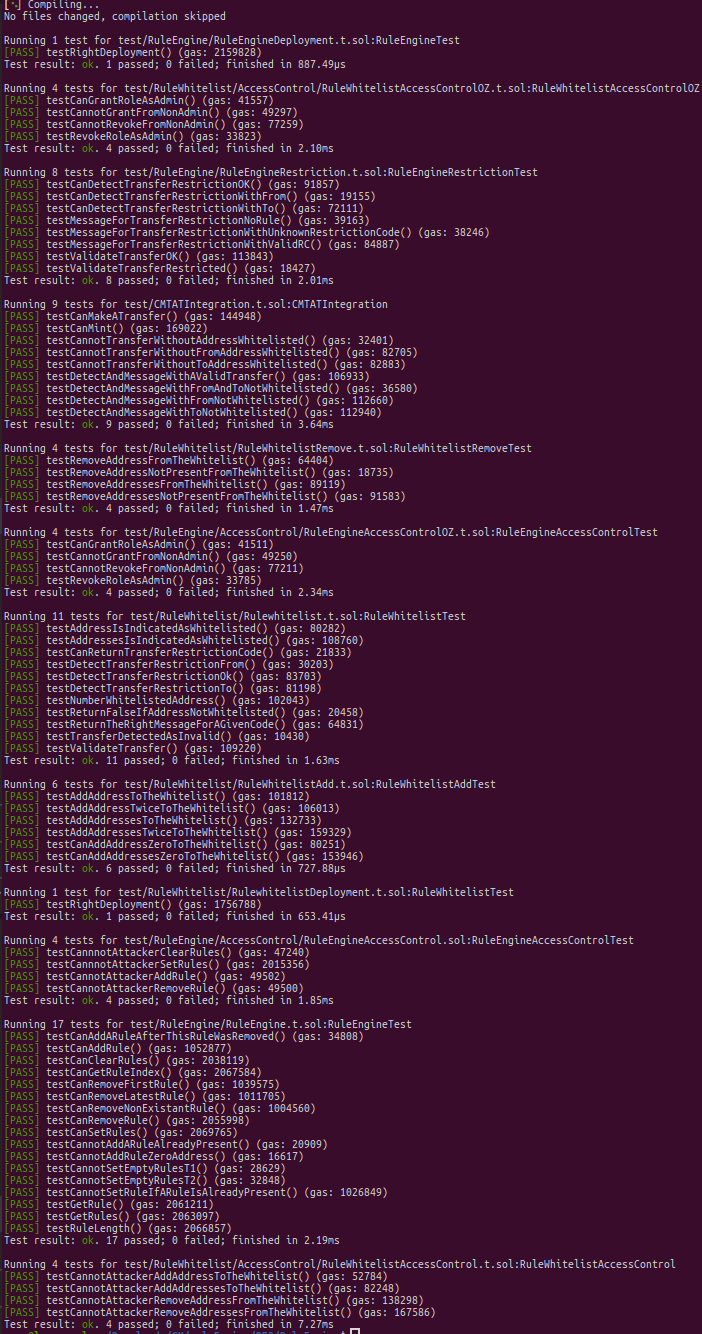 [⠢] Compiling...
No files changed, compilation skipped
Running 1 test for test/RuleEngine/RuleEngineDeployment.t.sol:RuleEngineTest
[PASS] testRightDeployment() (gas: 2159828)
Test result: ok. 1 passed; 0 failed; finished in 887.49µs
Running 4 tests for test/RuleWhitelist/AccessControl/RuleWhitelistAccessControlOZ.t.sol:RuleWhitelistAccessControlOZ
[PASS] testCanGrantRoleAsAdmin() (gas: 41557)
[PASS] testCannotGrantFromNonAdmin() (gas: 49297)
[PASS] testCannotRevokeFromNonAdmin() (gas: 77259)
[PASS] testRevokeRoleAsAdmin() (gas: 33823)
Test result: ok. 4 passed; 0 failed; finished in 2.10ms
Running 8 tests for test/RuleEngine/RuleEngineRestriction.t.sol:RuleEngineRestrictionTest
[PASS] testCanDetectTransferRestrictionOK() (gas: 91857)
[PASS] testCanDetectTransferRestrictionWithFrom() (gas: 19155)
[PASS] testCanDetectTransferRestrictionWithTo() (gas: 72111)
[PASS] testMessageForTransferRestrictionNoRule() (gas: 39163)
[PASS] testMessageForTransferRestrictionWithUnknownRestrictionCode() (gas: 38246)
[PASS] testMessageForTransferRestrictionWithValidRC() (gas: 84887)
[PASS] testValidateTransferOK() (gas: 113843)
[PASS] testValidateTransferRestricted() (gas: 18427)
Test result: ok. 8 passed; 0 failed; finished in 2.01ms
Running 9 tests for test/CMTATIntegration.t.sol:CMTATIntegration
[PASS] testCanMakeATransfer() (gas: 144948)
[PASS] testCanMint() (gas: 169022)
[PASS] testCannotTransferWithoutAddressWhitelisted() (gas: 32401)
[PASS] testCannotTransferWithoutFromAddressWhitelisted() (gas: 82705)
[PASS] testCannotTransferWithoutToAddressWhitelisted() (gas: 82883)
[PASS] testDetectAndMessageWithAValidTransfer() (gas: 106933)
[PASS] testDetectAndMessageWithFromAndToNotWhitelisted() (gas: 36580)
[PASS] testDetectAndMessageWithFromNotWhitelisted() (gas: 112660)
[PASS] testDetectAndMessageWithToNotWhitelisted() (gas: 112940)
Test result: ok. 9 passed; 0 failed; finished in 3.64ms
Running 4 tests for test/RuleWhitelist/RuleWhitelistRemove.t.sol:RuleWhitelistRemoveTest
[PASS] testRemoveAddressFromTheWhitelist() (gas: 64404)
[PASS] testRemoveAddressNotPresentFromTheWhitelist() (gas: 18735)
[PASS] testRemoveAddressesFromTheWhitelist() (gas: 89119)
[PASS] testRemoveAddressesNotPresentFromTheWhitelist() (gas: 91583)
Test result: ok. 4 passed; 0 failed; finished in 1.47ms
Running 4 tests for test/RuleEngine/AccessControl/RuleEngineAccessControlOZ.t.sol:RuleEngineAccessControlTest
[PASS] testCanGrantRoleAsAdmin() (gas: 41511)
[PASS] testCannotGrantFromNonAdmin() (gas: 49250)
[PASS] testCannotRevokeFromNonAdmin() (gas: 77211)
[PASS] testRevokeRoleAsAdmin() (gas: 33785)
Test result: ok. 4 passed; 0 failed; finished in 2.34ms
Running 11 tests for test/RuleWhitelist/Rulewhitelist.t.sol:RuleWhitelistTest
[PASS] testAddressIsIndicatedAsWhitelisted() (gas: 80282)
[PASS] testAddressesIsIndicatedAsWhitelisted() (gas: 108760)
[PASS] testCanReturnTransferRestrictionCode() (gas: 21833)
[PASS] testDetectTransferRestrictionFrom() (gas: 30203)
[PASS] testDetectTransferRestrictionOk() (gas: 83703)
[PASS] testDetectTransferRestrictionTo() (gas: 81198)
[PASS] testNumberWhitelistedAddress() (gas: 102043)
[PASS] testReturnFalseIfAddressNotWhitelisted() (gas: 20458)
[PASS] testReturnTheRightMessageForAGivenCode() (gas: 64831)
[PASS] testTransferDetectedAsInvalid() (gas: 10430)
[PASS] testValidateTransfer() (gas: 109220)
Test result: ok. 11 passed; 0 failed; finished in 1.63ms
Running 6 tests for test/RuleWhitelist/RuleWhitelistAdd.t.sol:RuleWhitelistAddTest
[PASS] testAddAddressToTheWhitelist() (gas: 101812)
[PASS] testAddAddressTwiceToTheWhitelist() (gas: 106013)
[PASS] testAddAddressesToTheWhitelist() (gas: 132733)
[PASS] testAddAddressesTwiceToTheWhitelist() (gas: 159329)
[PASS] testCanAddAddressZeroToTheWhitelist() (gas: 80251)
[PASS] testCanAddAddressesZeroToTheWhitelist() (gas: 153946)
Test result: ok. 6 passed; 0 failed; finished in 727.88µs
Running 1 test for test/RuleWhitelist/RulewhitelistDeployment.t.sol:RuleWhitelistTest
[PASS] testRightDeployment() (gas: 1756788)
Test result: ok. 1 passed; 0 failed; finished in 653.41µs
Running 4 tests for test/RuleEngine/AccessControl/RuleEngineAccessControl.sol:RuleEngineAccessControlTest
[PASS] testCannnotAttackerClearRules() (gas: 47240)
[PASS] testCannnotAttackerSetRules() (gas: 2015356)
[PASS] testCannotAttackerAddRule() (gas: 49502)
[PASS] testCannotAttackerRemoveRule() (gas: 49500)
Test result: ok. 4 passed; 0 failed; finished in 1.85ms
Running 17 tests for test/RuleEngine/RuleEngine.t.sol:RuleEngineTest
[PASS] testCanAddARuleAfterThisRuleWasRemoved() (gas: 34808)
[PASS] testCanAddRule() (gas: 1052877)
[PASS] testCanClearRules() (gas: 2038119)
[PASS] testCanGetRuleIndex() (gas: 2067584)
[PASS] testCanRemoveFirstRule() (gas: 1039575)
[PASS] testCanRemoveLatestRule() (gas: 1011705)
[PASS] testCanRemoveNonExistantRule() (gas: 1004560)
[PASS] testCanRemoveRule() (gas: 2055998)
[PASS] testCanSetRules() (gas: 2069765)
[PASS] testCannotAddARuleAlreadyPresent() (gas: 20909)
[PASS] testCannotAddRuleZeroAddress() (gas: 16617)
[PASS] testCannotSetEmptyRulesT1() (gas: 28629)
[PASS] testCannotSetEmptyRulesT2() (gas: 32848)
[PASS] testCannotSetRuleIfARuleIsAlreadyPresent() (gas: 1026849)
[PASS] testGetRule() (gas: 2061211)
[PASS] testGetRules() (gas: 2063097)
[PASS] testRuleLength() (gas: 2066857)
Test result: ok. 17 passed; 0 failed; finished in 2.19ms
Running 4 tests for test/RuleWhitelist/AccessControl/RuleWhitelistAccessControl.t.sol:RuleWhitelistAccessControl
[PASS] testCannotAttackerAddAddressToTheWhitelist() (gas: 52784)
[PASS] testCannotAttackerAddAddressesToTheWhitelist() (gas: 82248)
[PASS] testCannotAttackerRemoveAddressFromTheWhitelist() (gas: 138298)
[PASS] testCannotAttackerRemoveAddressesFromTheWhitelist() (gas: 167586)
Test result: ok. 4 passed; 0 failed; finished in 7.27ms